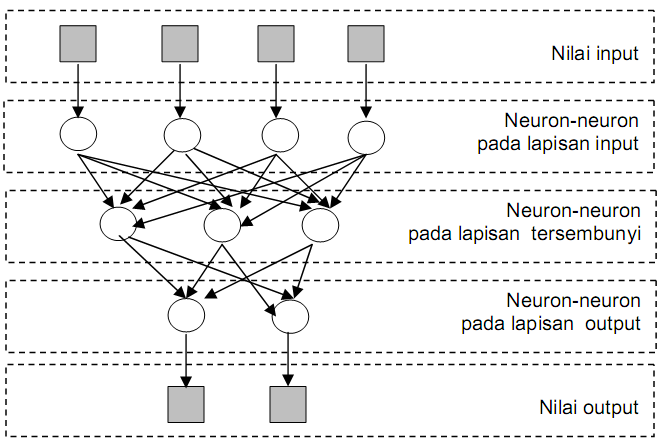 Nilai input
Neuron-neuron
pada lapisan input
Neuron-neuron
pada lapisan tersembunyi
Neuron-neuron
pada lapisan output
Nilai output